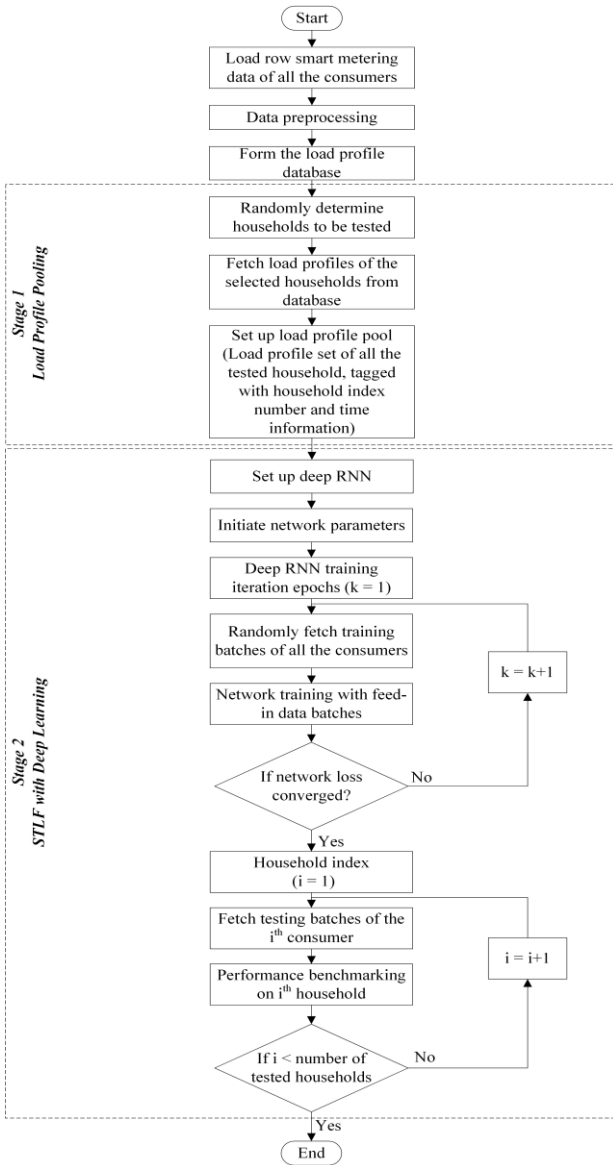 Start
Load row smart metering
data of all the consumers
Data preprocessing
Form the load profile
database
Stage 1
Load Profile Pooling
Randomly determine
households to be tested
Fetch load profiles of the
selected households from
database
Set up load profile pool
(Load profile set of all the
tested household, tagged
with household index
number and time
information)
Stage 2
STLF with Deep Learning
Set up deep RNN
Initiate network parameters
Deep RNN training
iteration epochs (k = 1)
Randomly fetch training
batches of all the consumers
k = k+1
Network training with feed-
in data batches
If network loss
converged?
No
Yes
Household index
(i = 1)
Fetch testing batches of the
ith consumer
i = i+1
Performance benchmarking
on ith household
If i < number of
tested households
No
Yes
End